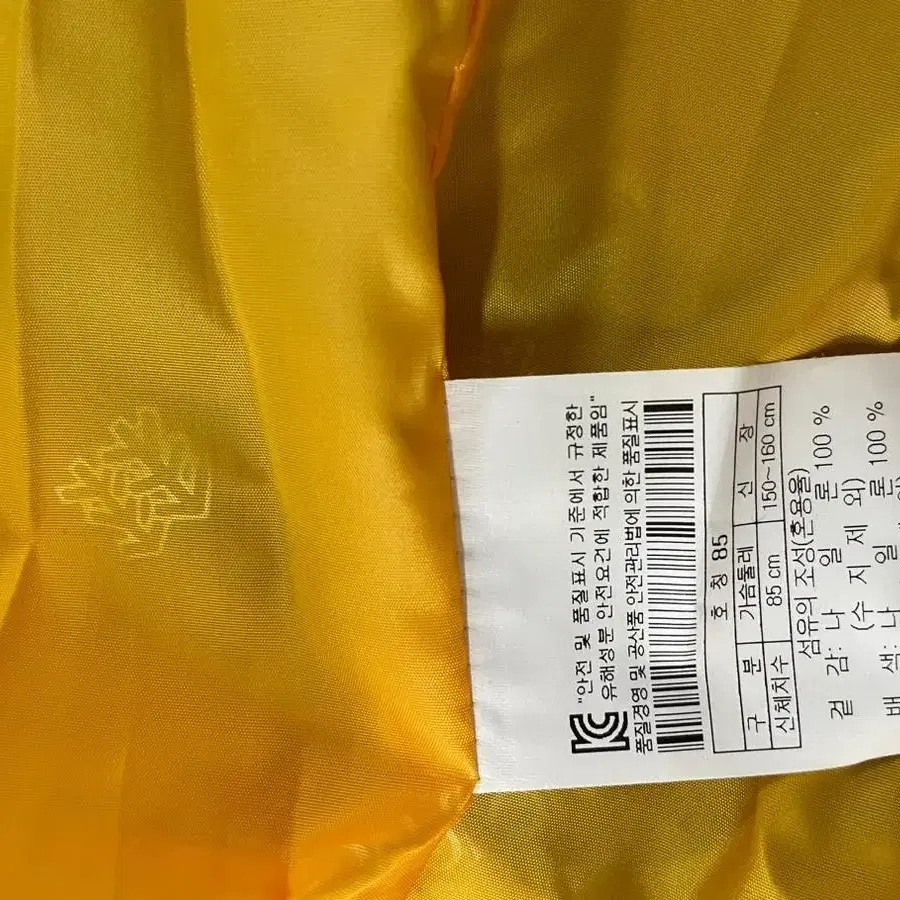 "안전 및 품질표시 기준에서 규정한
유해성분 안전요건에 적합한 제품임"
품질경영 및 공산품 안전관리법에 의한 품질표시
호 칭 85
구 분 가슴둘레 신 장
신체치수 85 cm 150~160 cm
섬유의 조성(혼용율)
겉 감: 나 일 론 100 %
(수 지 제 외)
배 색: 나 일 론 100 %